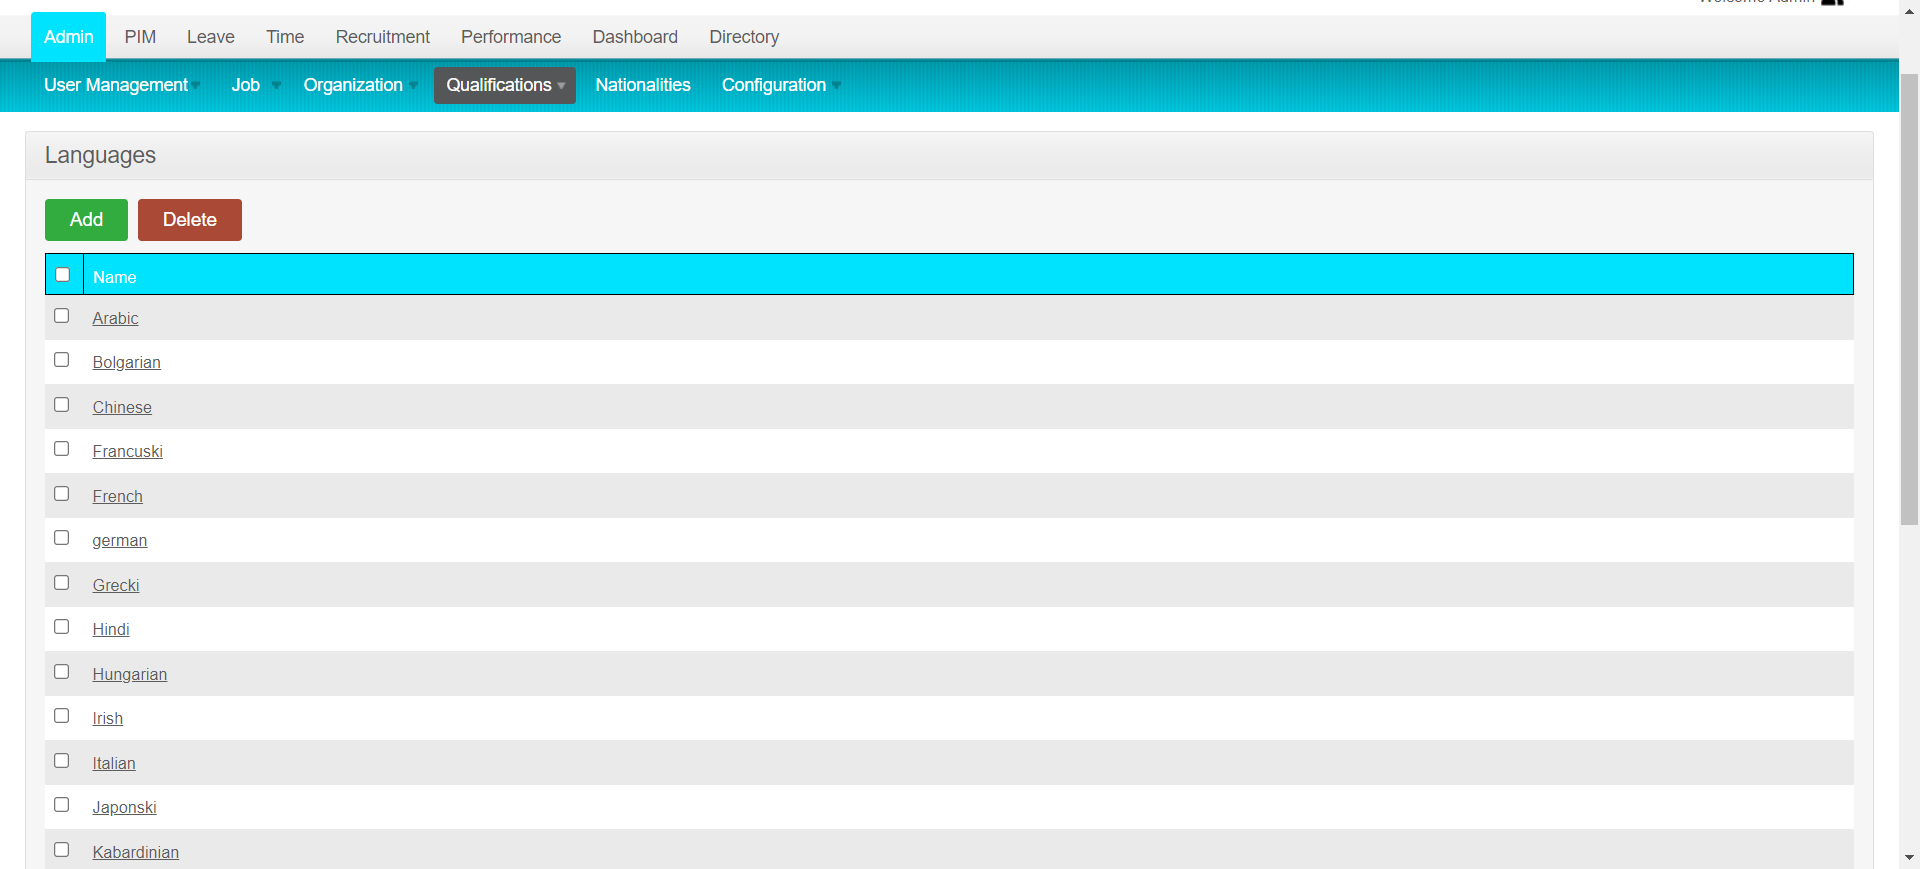 Admin PIM Leave Time Recruitment Performance Dashboard Directory
User Management Job Organization Qualifications Nationalities Configuration
Languages
Add Delete
Name
Arabic
Bolgarian
Chinese
Francuski
French
german
Grecki
Hindi
Hungarian
Irish
Italian
Japonski
Kabardinian